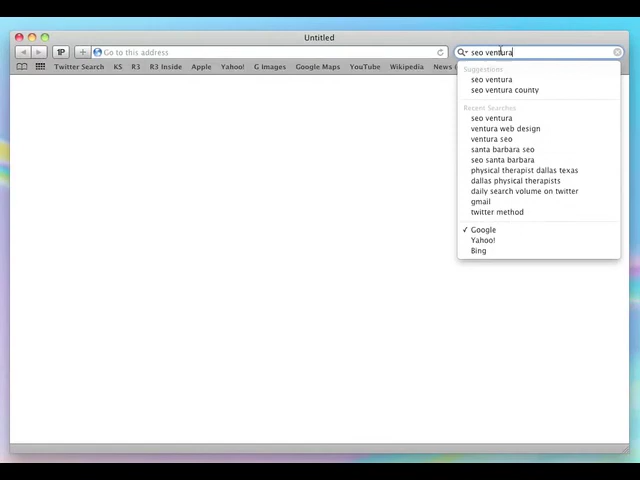 Untitled
1P
Go to this address
seo ventura
Twitter Search KS R3 R3 Inside Apple Yahoo! G Images Google Maps YouTube Wikipedia News
Suggestions
seo ventura
seo ventura county
Recent Searches
seo ventura
ventura web design
ventura seo
santa barbara seo
seo santa barbara
physical therapist dallas texas
dallas physical therapists
daily search volume on twitter
gmail
twitter method
✓ Google
Yahoo!
Bing